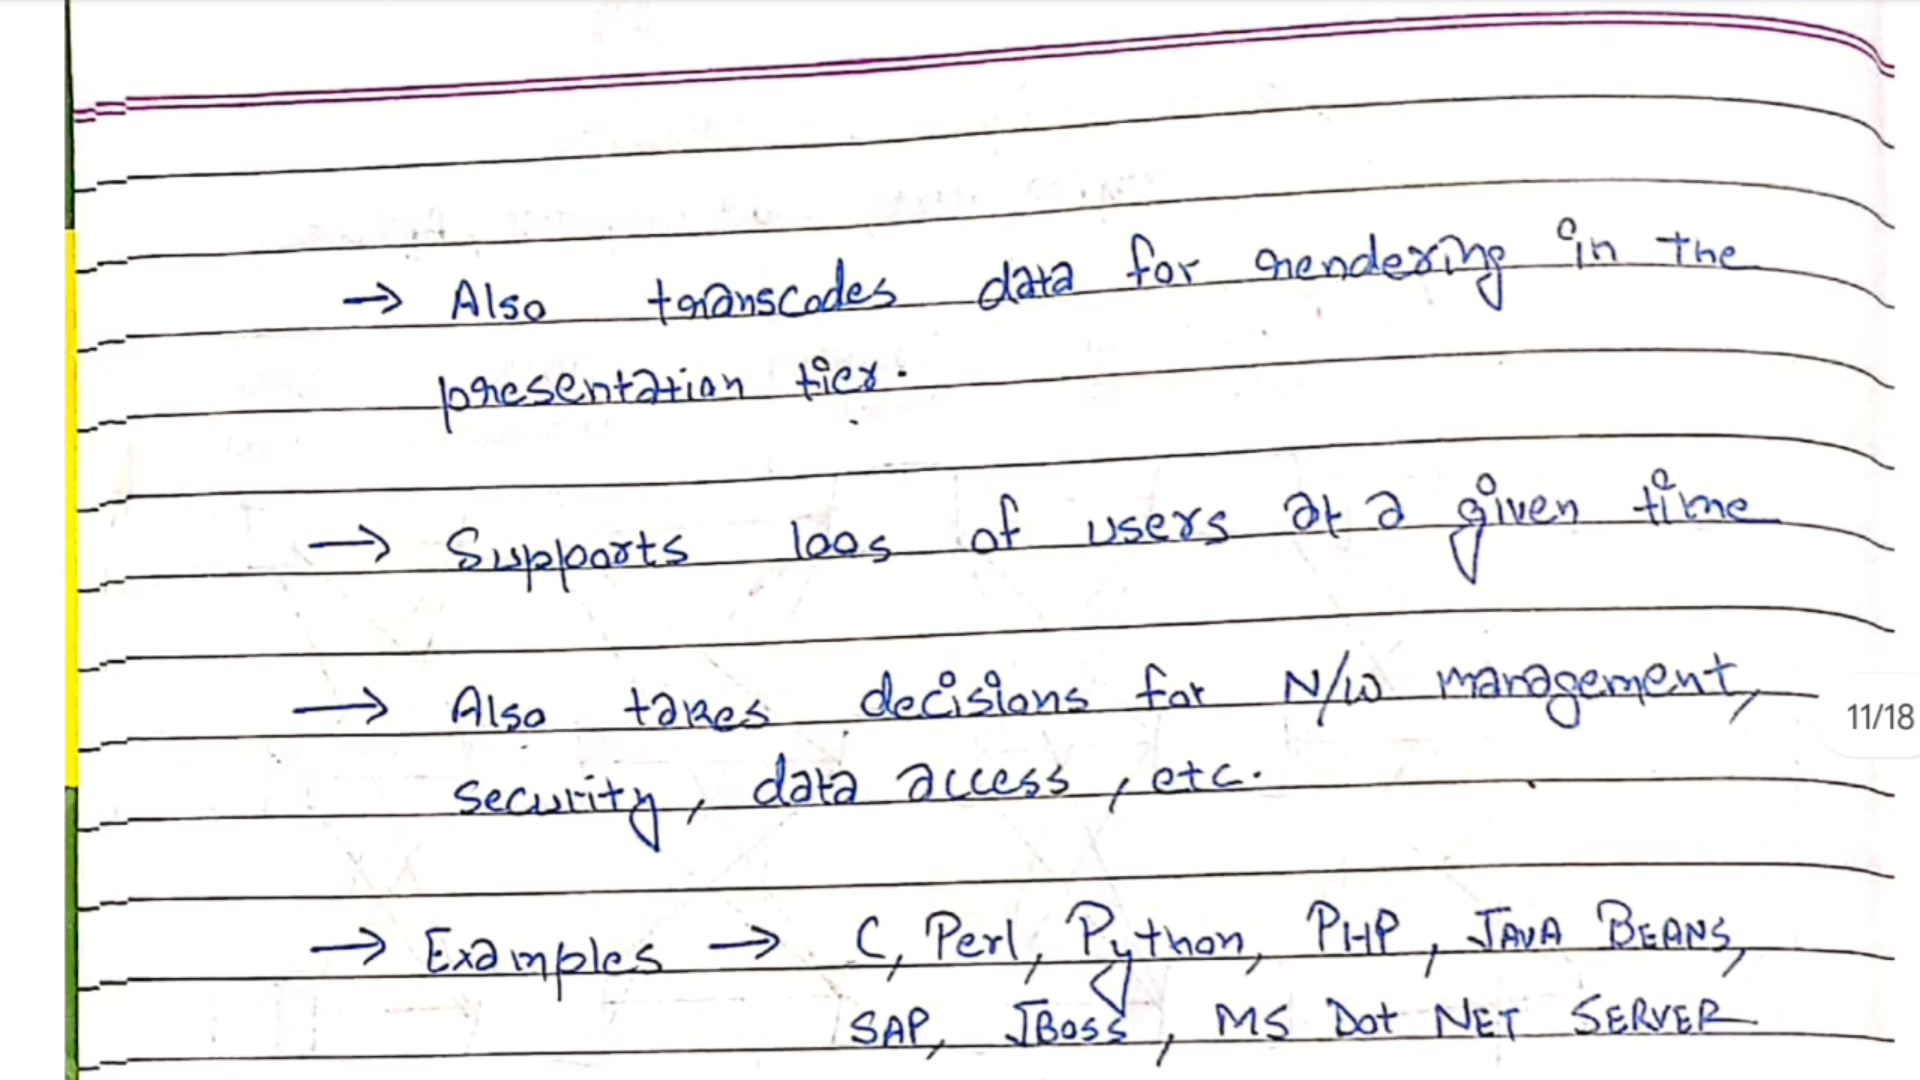 → Also transcodes data for rendering in the
presentation tier.
→ Supports 100s of users at a given time
→ Also takes decisions for N/W management,
11/18
security, data access, etc.
→ Examples → C, Perl, Python, PHP, JAVA BEANS,
SAP, JBoss, MS Dot NET SERVER